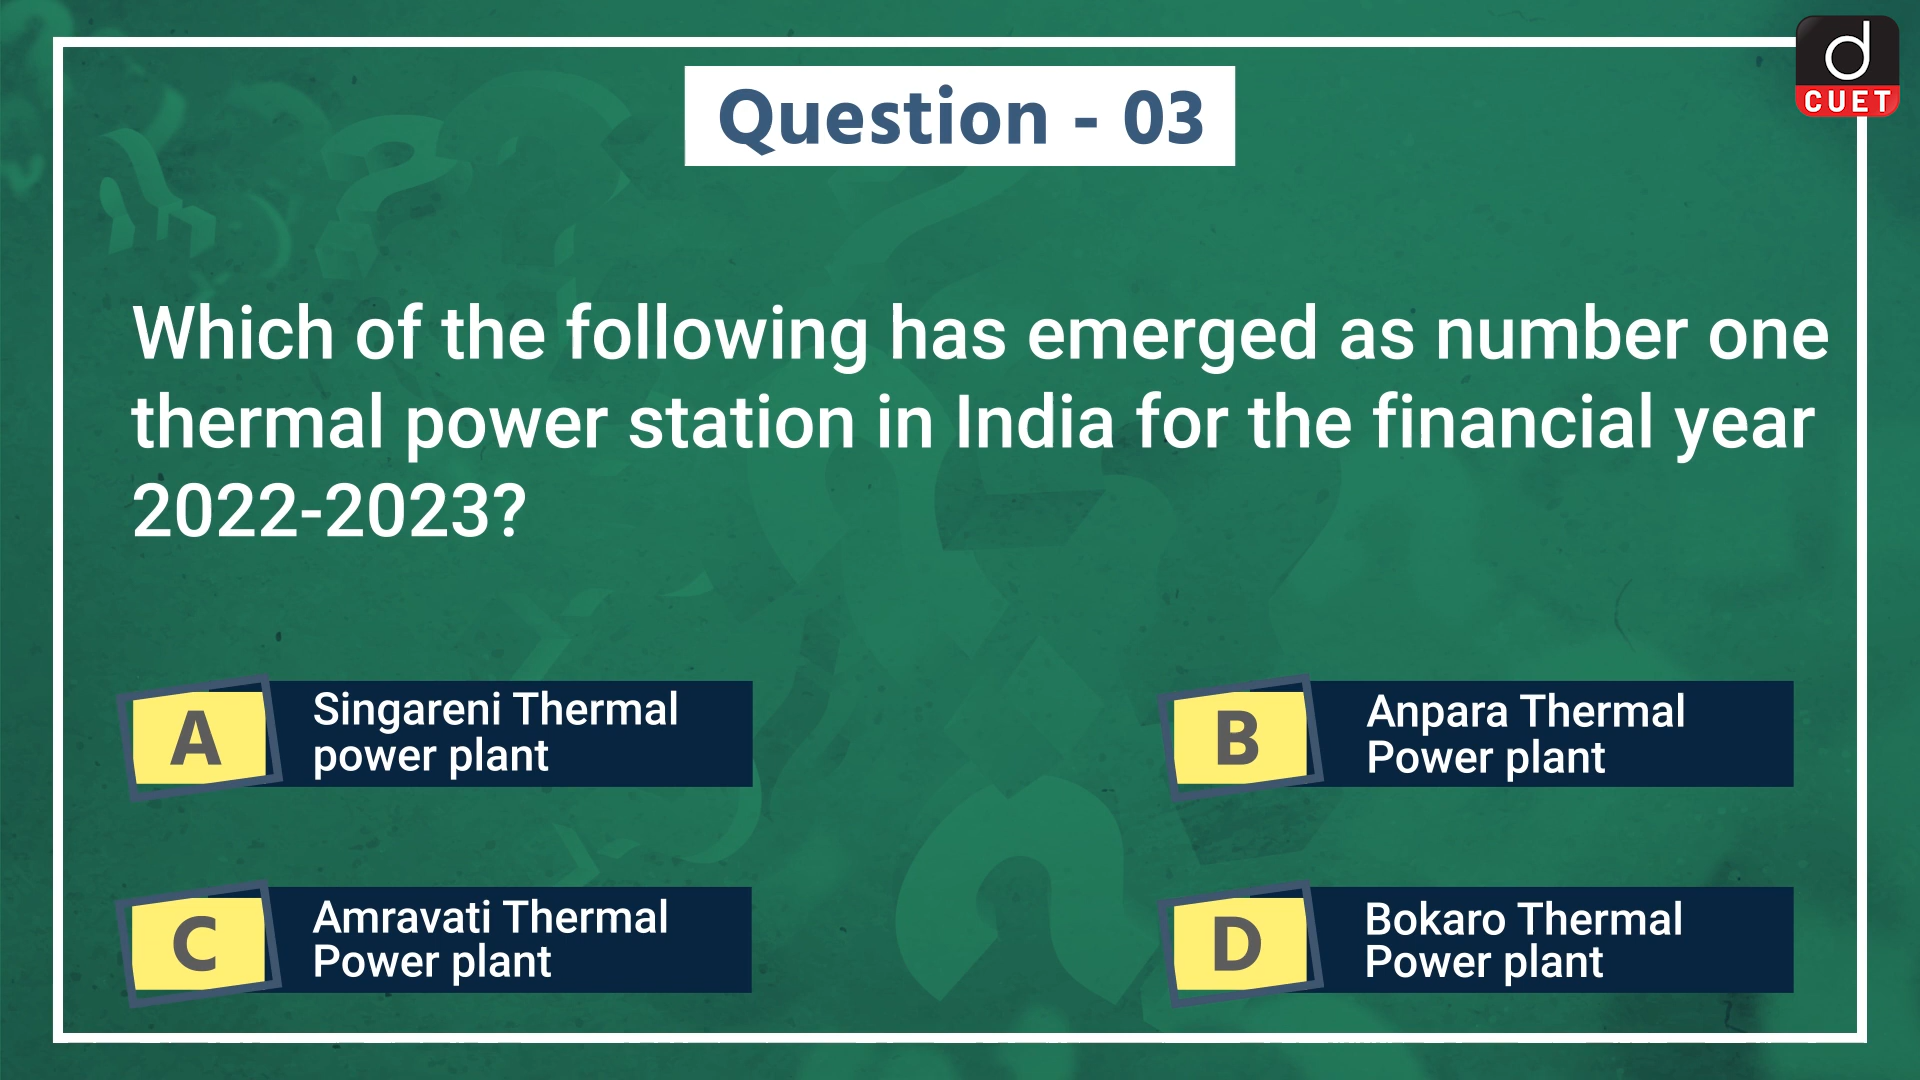 d
CUET
Question - 03
Which of the following has emerged as number one
thermal power station in India for the financial year
2022-2023?
A
Singareni Thermal
power plant
B
Anpara Thermal
Power plant
C
Amravati Thermal
Power plant
D
Bokaro Thermal
Power plant